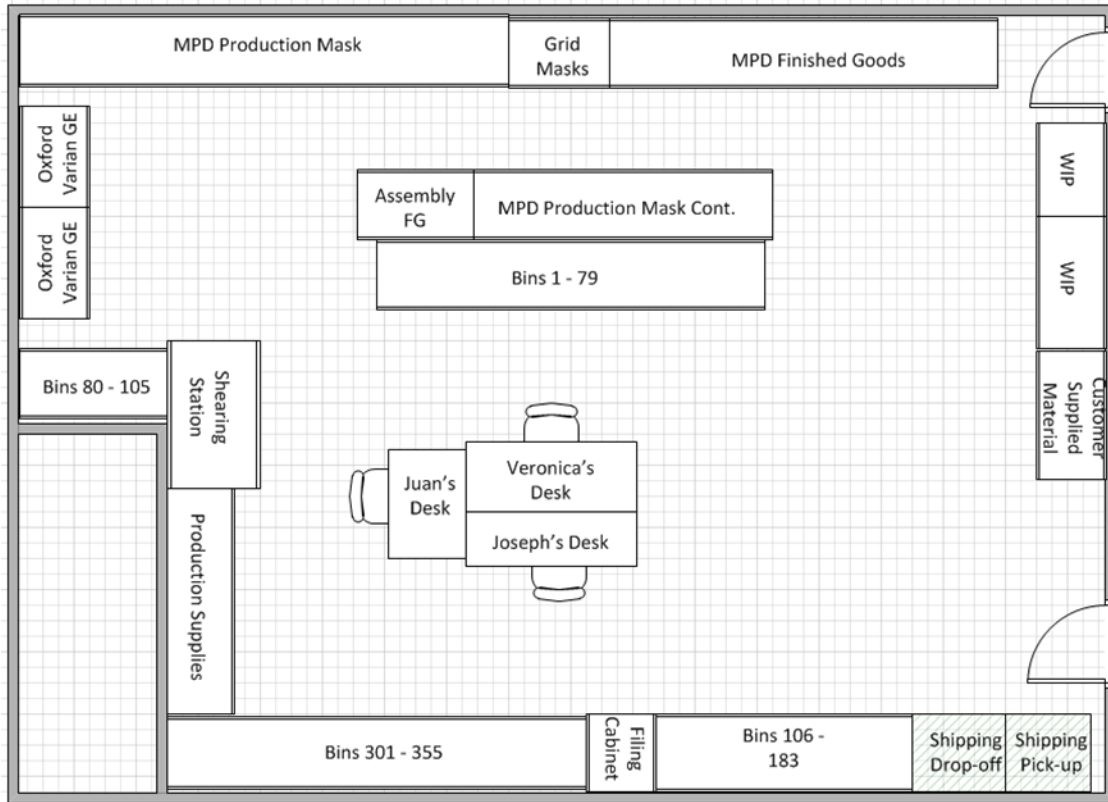 MPD Production Mask
Grid
Masks
MPD Finished Goods
Oxford
Varian GE
Oxford
Varian GE
Assembly
FG
MPD Production Mask Cont.
Bins 1 - 79
WIP
WIP
Customer
Supplied
Material
Bins 80 - 105
Shearing
Station
Juan's
Desk
Veronica's
Desk
Joseph's Desk
Production Supplies
Bins 301 - 355
Filing
Cabinet
Bins 106 -
183
Shipping
Drop-off
Shipping
Pick-up